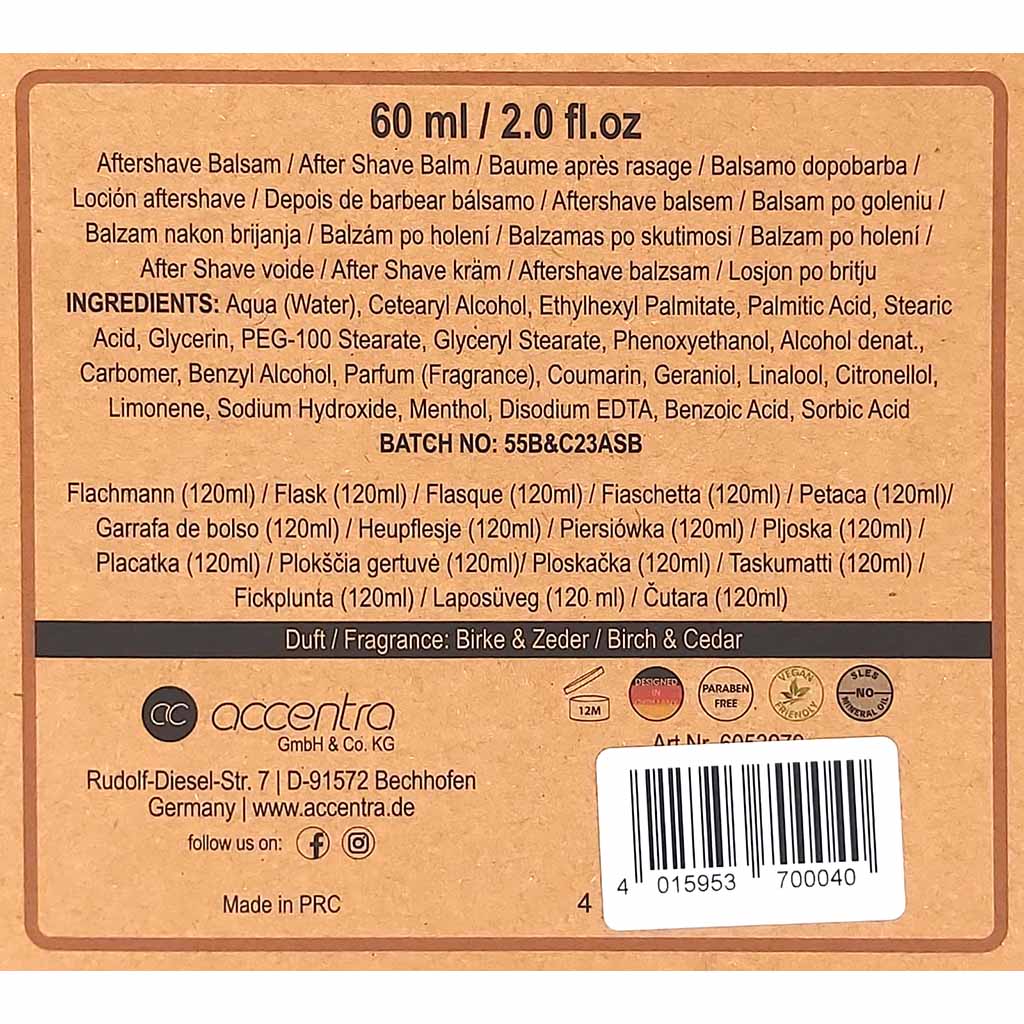 60 ml / 2.0 fl.oz
Aftershave Balsam / After Shave Balm / Baume après rasage / Balsamo dopobarba /
Loción aftershave / Depois de barbear bálsamo / Aftershave balsem / Balsam po goleniu /
Balzam nakon brijanja / Balzám po holení / Balzamas po skutimosi / Balzam po holení /
After Shave voide / After Shave kräm / Aftershave balzsam / Losjon po britju
INGREDIENTS: Aqua (Water), Cetearyl Alcohol, Ethylhexyl Palmitate, Palmitic Acid, Stearic
Acid, Glycerin, PEG-100 Stearate, Glyceryl Stearate, Phenoxyethanol, Alcohol denat.,
Carbomer, Benzyl Alcohol, Parfum (Fragrance), Coumarin, Geraniol, Linalool, Citronellol,
Limonene, Sodium Hydroxide, Menthol, Disodium EDTA, Benzoic Acid, Sorbic Acid
BATCH NO: 55B&C23ASB
Flachmann (120ml) / Flask (120ml) / Flasque (120ml) / Fiaschetta (120ml) / Petaca (120ml)/
Garrafa de bolso (120ml) / Heupflesje (120ml) / Piersiówka (120ml) / Pljoska (120ml) /
Placatka (120ml) / Plokščia gertuvė (120ml)/ Ploskačka (120ml) / Taskumatti (120ml) /
Fickplunta (120ml) / Laposüveg (120 ml) / Čutara (120ml)
Duft / Fragrance: Birke & Zeder / Birch & Cedar
ac accentra
GmbH & Co. KG
Rudolf-Diesel-Str. 7 | D-91572 Bechhofen
Germany | www.accentra.de
follow us on:
Made in PRC
12M
DESIGNED
IN
GERMANY
PARABEN
FREE
VEGAN
FRIENDLY
SLES
NO
MINERAL OIL
Art.Nr.
4 015953 700040
4